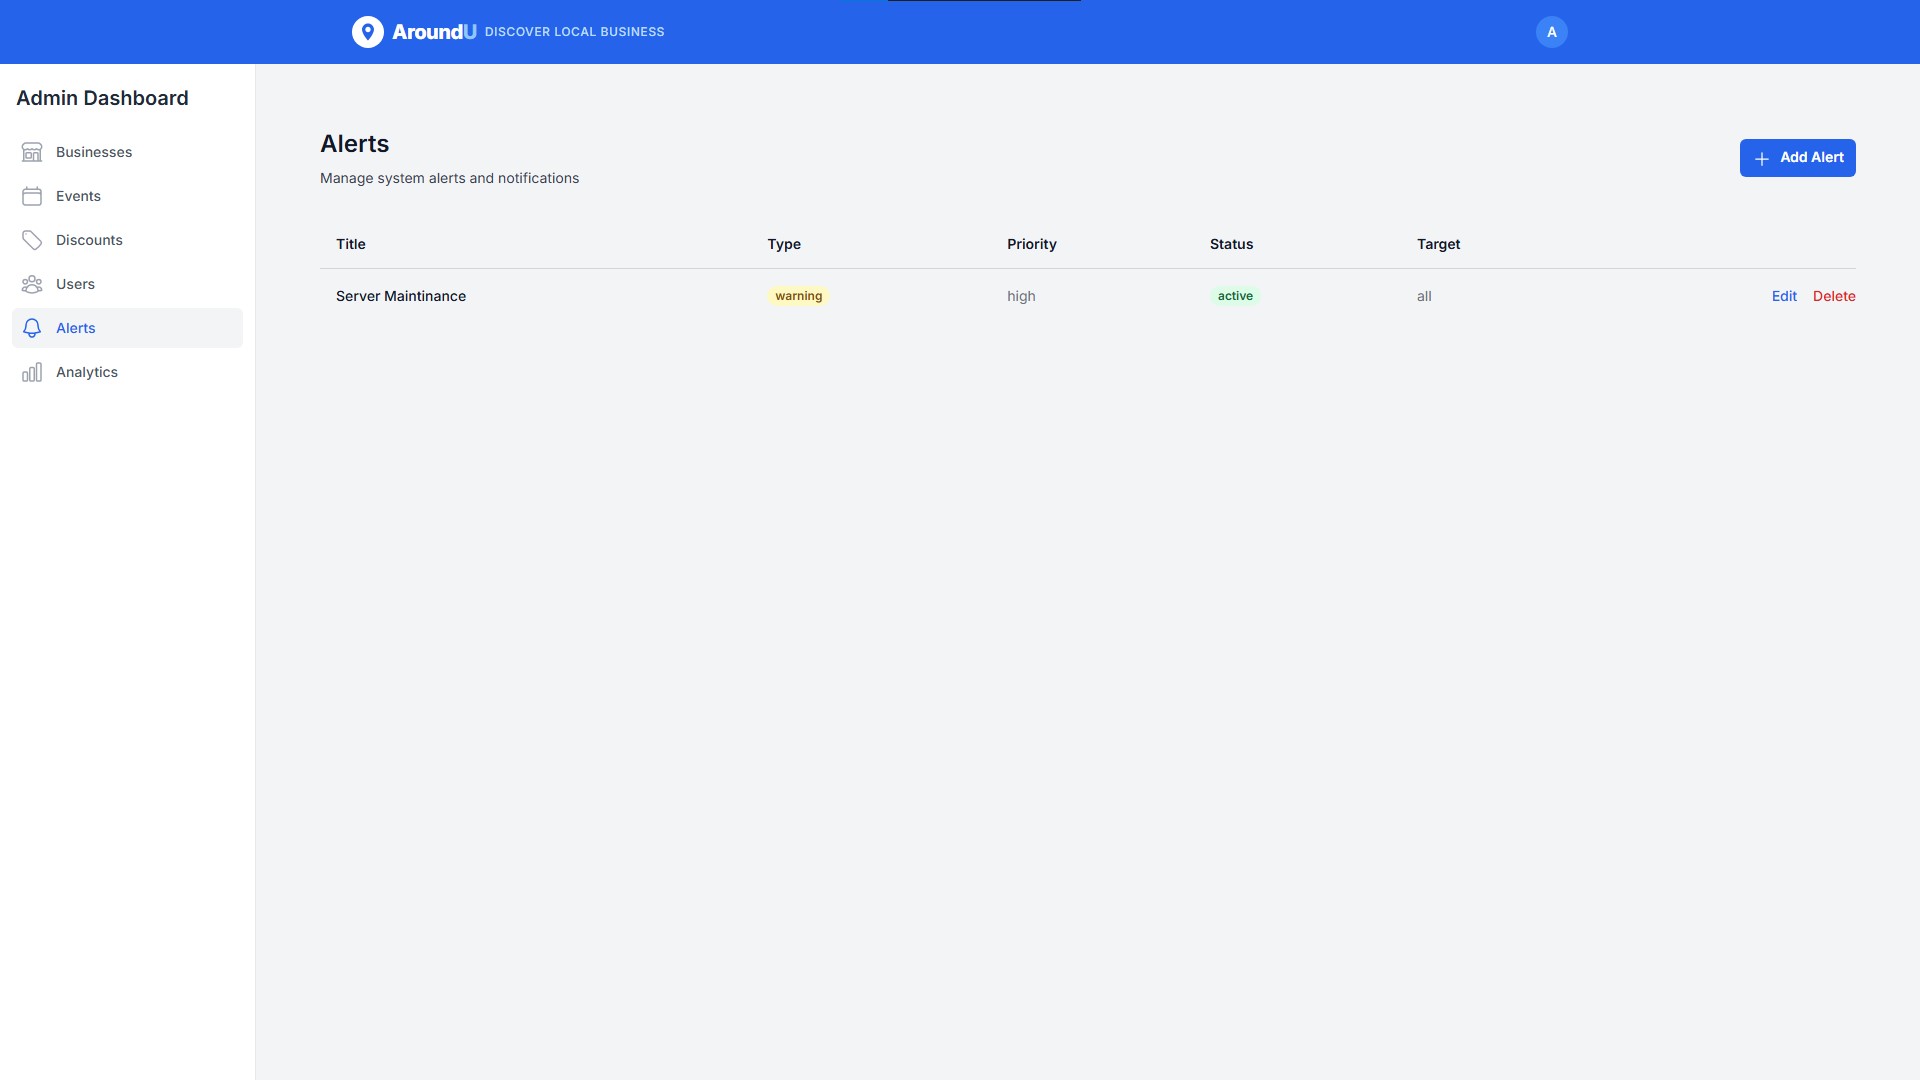 AroundU DISCOVER LOCAL BUSINESS
A
Admin Dashboard
Businesses
Events
Discounts
Users
Alerts
Analytics
Alerts
Manage system alerts and notifications
Add Alert
Title Type Priority Status Target
Server Maintinance warning high active all Edit Delete